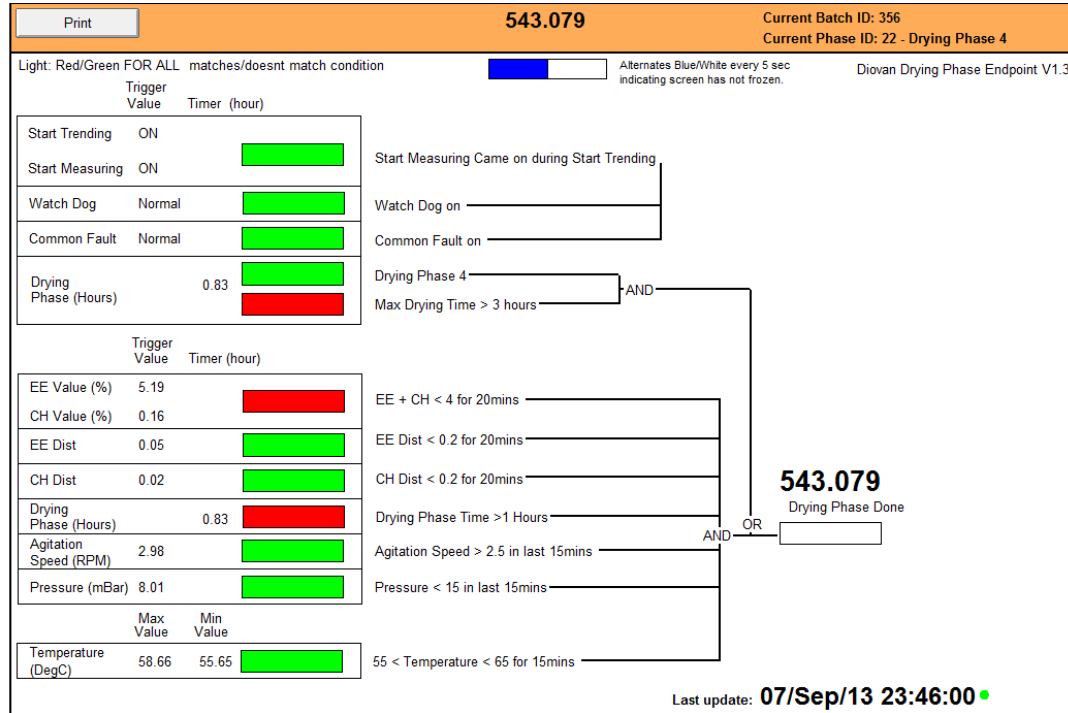 Print
543.079
Current Batch ID: 356
Current Phase ID: 22 - Drying Phase 4
Light: Red/Green FOR ALL matches/doesnt match condition
Alternates Blue/White every 5 sec
indicating screen has not frozen.
Diovan Drying Phase Endpoint V1.3
Trigger
Value Timer (hour)
Start Trending ON
Start Measuring ON
Start Measuring Came on during Start Trending
Watch Dog Normal
Watch Dog on
Common Fault Normal
Common Fault on
Drying
Phase (Hours)
0.83
Drying Phase 4
Max Drying Time > 3 hours
AND
Trigger
Value Timer (hour)
EE Value (%) 5.19
CH Value (%) 0.16
EE + CH < 4 for 20mins
EE Dist 0.05
EE Dist < 0.2 for 20mins
CH Dist 0.02
CH Dist < 0.2 for 20mins
Drying
Phase (Hours)
0.83
Drying Phase Time >1 Hours
Agitation
Speed (RPM)
2.98
Agitation Speed > 2.5 in last 15mins
Pressure (mBar) 8.01
Pressure < 15 in last 15mins
AND
OR
543.079
Drying Phase Done
Max
Value
Min
Value
Temperature
(DegC)
58.66 55.65
55 < Temperature < 65 for 15mins
Last update: 07/Sep/13 23:46:00